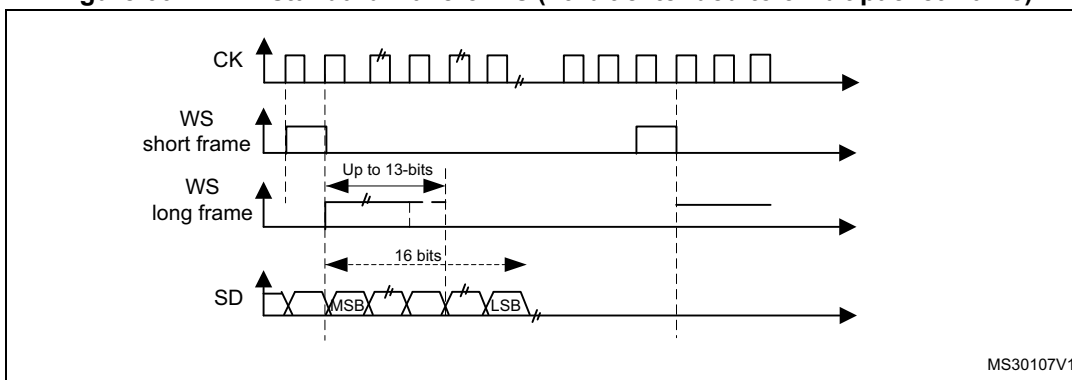 CK
WS
short frame
Up to 13-bits
WS
long frame
16 bits
SD
MSB
LSB
MS30107V1